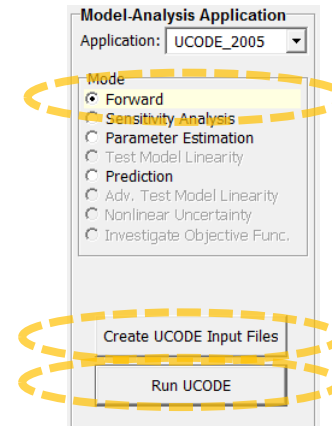 Model-Analysis Application
Application: UCODE_2005
Mode
Forward
Sensitivity Analysis
Parameter Estimation
Test Model Linearity
Prediction
Adv. Test Model Linearity
Nonlinear Uncertainty
Investigate Objective Func.
Create UCODE Input Files
Run UCODE